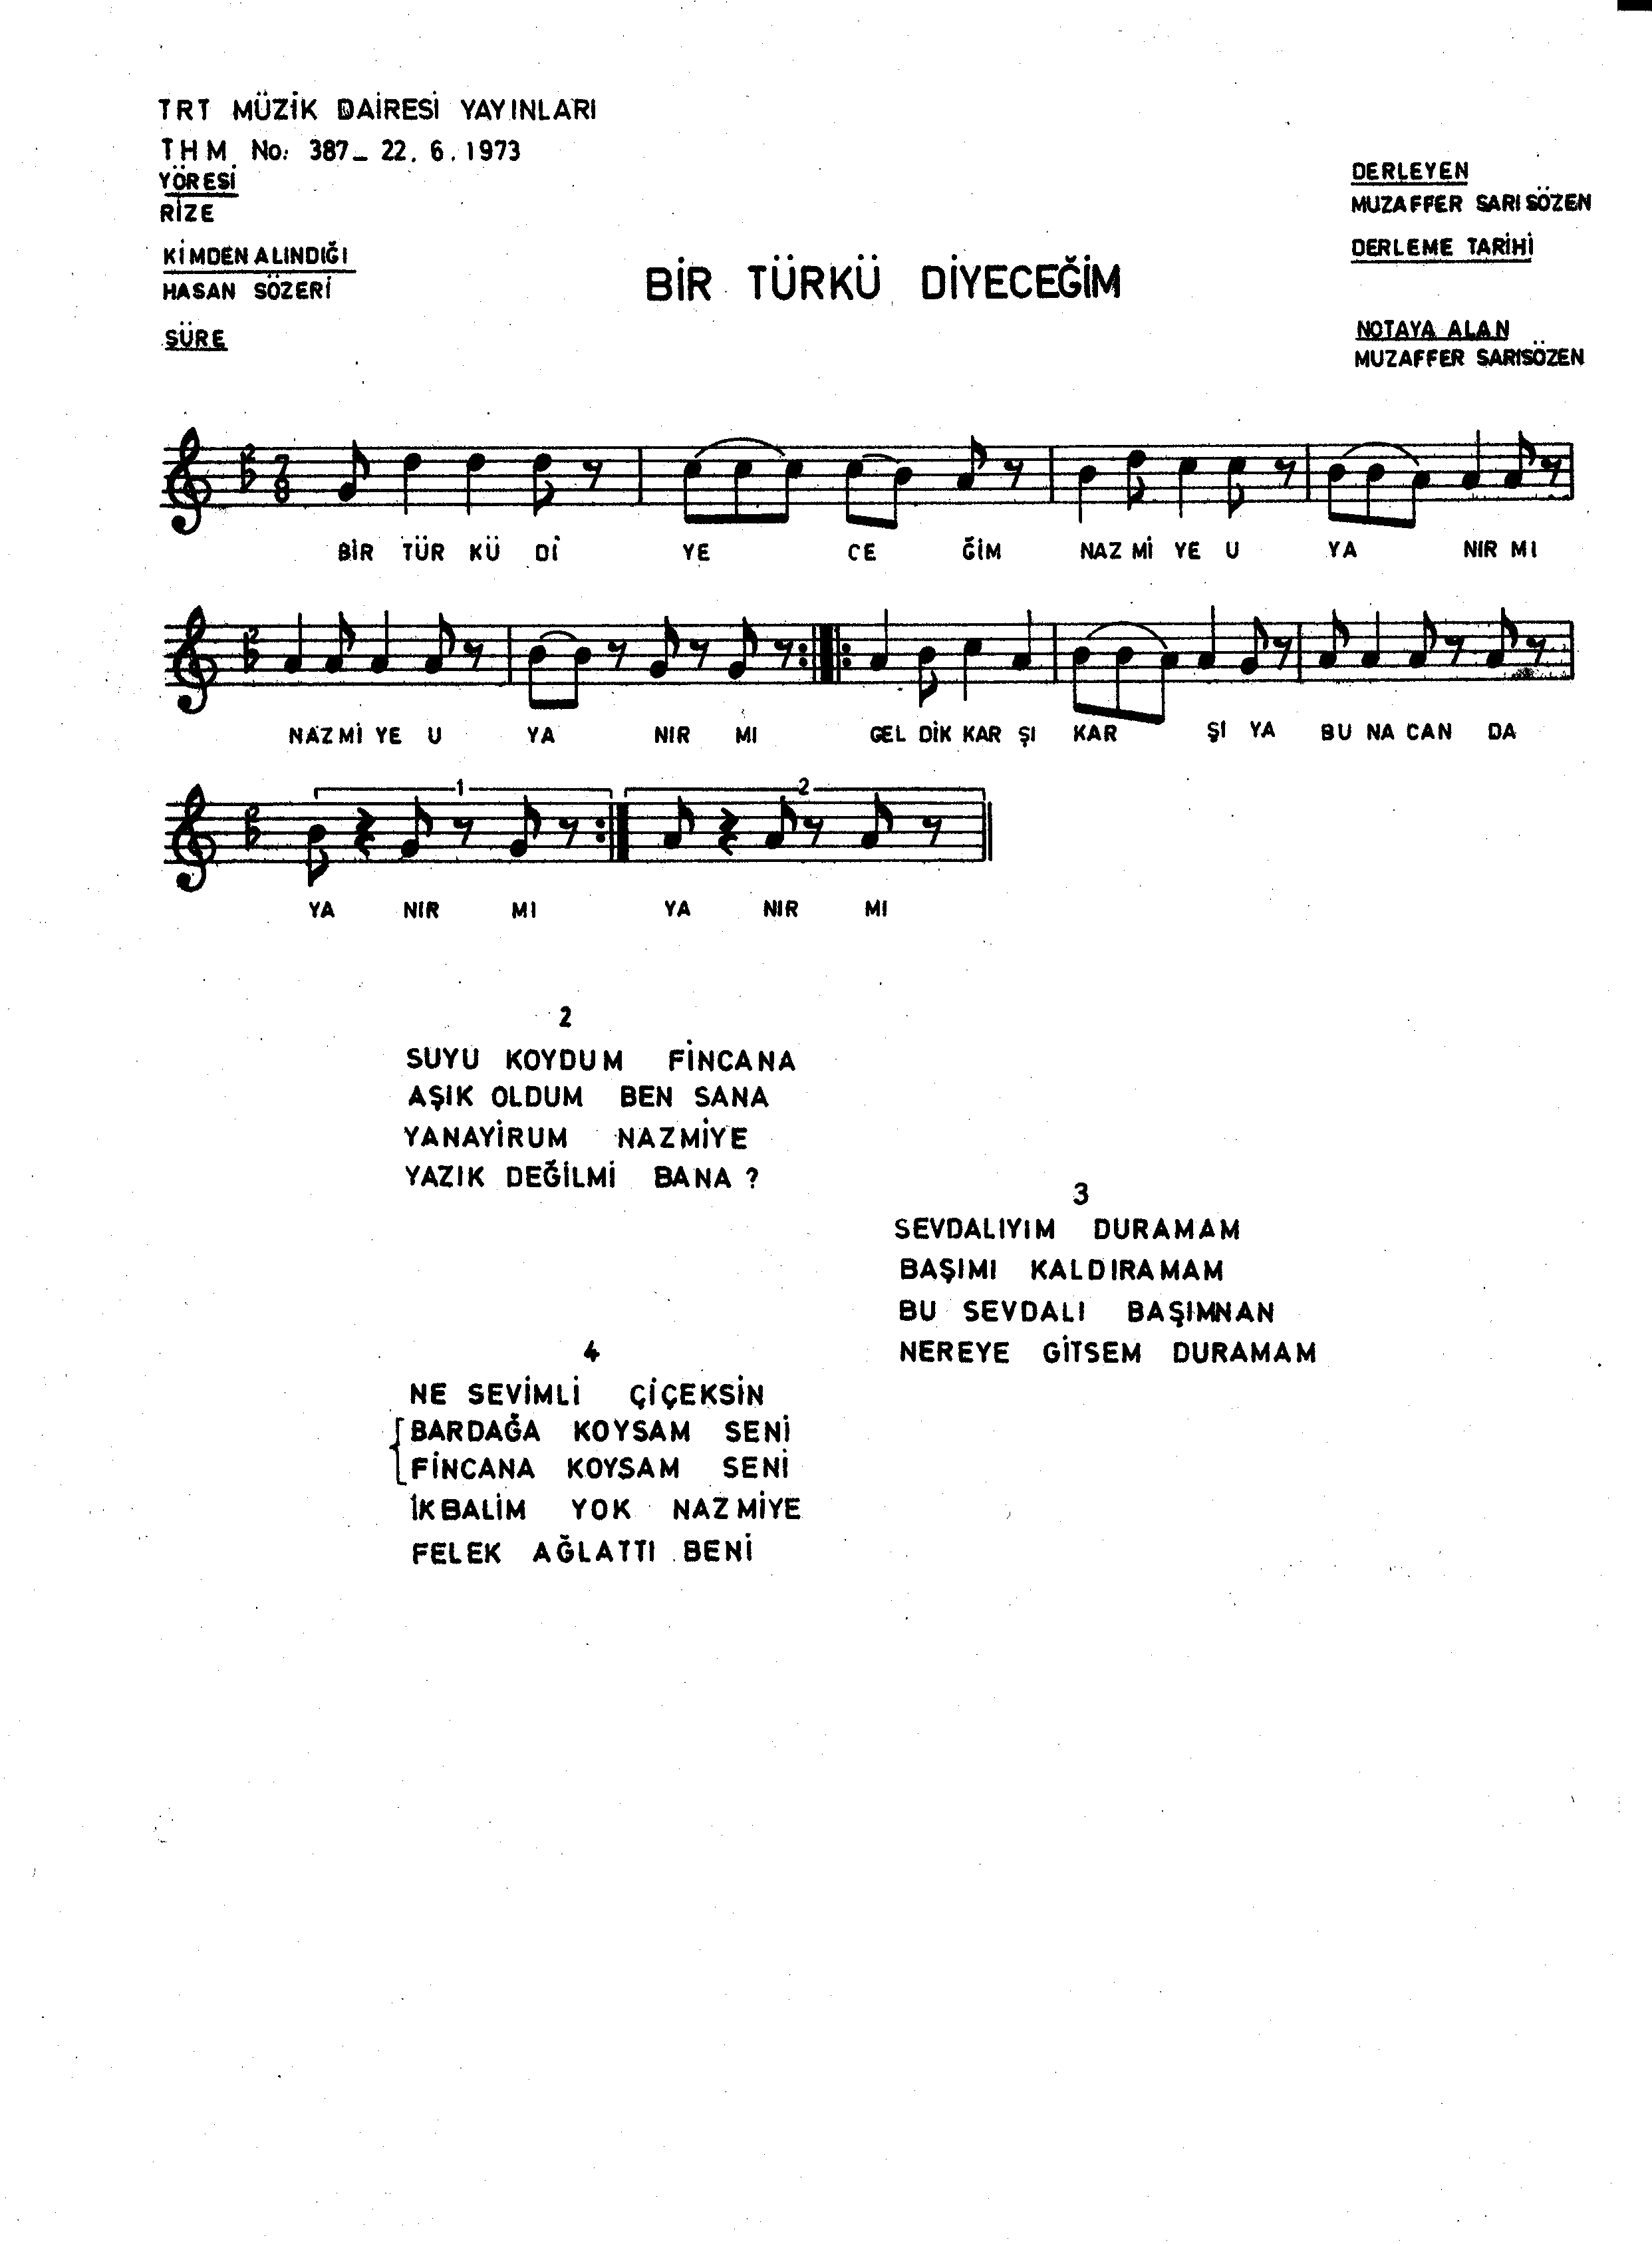 TRT MÜZİK DAİRESİ YAYINLARI
THM No: 387_ 22.6.1973
YÖRESİ
RİZE
KİMDEN ALINDIĞI
HASAN SÖZERİ
SÜRE
BİR TÜRKÜ DİYECEĞİM
DERLEYEN
MUZAFFER SARISÖZEN
DERLEME TARİHİ
NOTAYA ALAN
MUZAFFER SARISÖZEN
2
7
8
BİR TÜR KÜ Dİ YE CE ĞİM NAZ Mİ YE U YA NIR MI
2
NAZ Mİ YE U YA NIR MI GEL DİK KAR ŞI KAR ŞI YA BU NA CAN DA
2
1 2
YA NIR MI YA NIR MI
2
SUYU KOYDUM FİNCANA
AŞIK OLDUM BEN SANA
YANAYİRUM NAZMİYE
YAZIK DEĞİLMİ BANA ?
3
SEVDALIYIM DURAMAM
BAŞIMI KALDIRAMAM
BU SEVDALI BAŞIMNAN
NEREYE GİTSEM DURAMAM
4
NE SEVİMLİ ÇİÇEKSİN
BARDAĞA KOYSAM SENİ
FİNCANA KOYSAM SENİ
İKBALİM YOK NAZMİYE
FELEK AĞLATTI BENİ